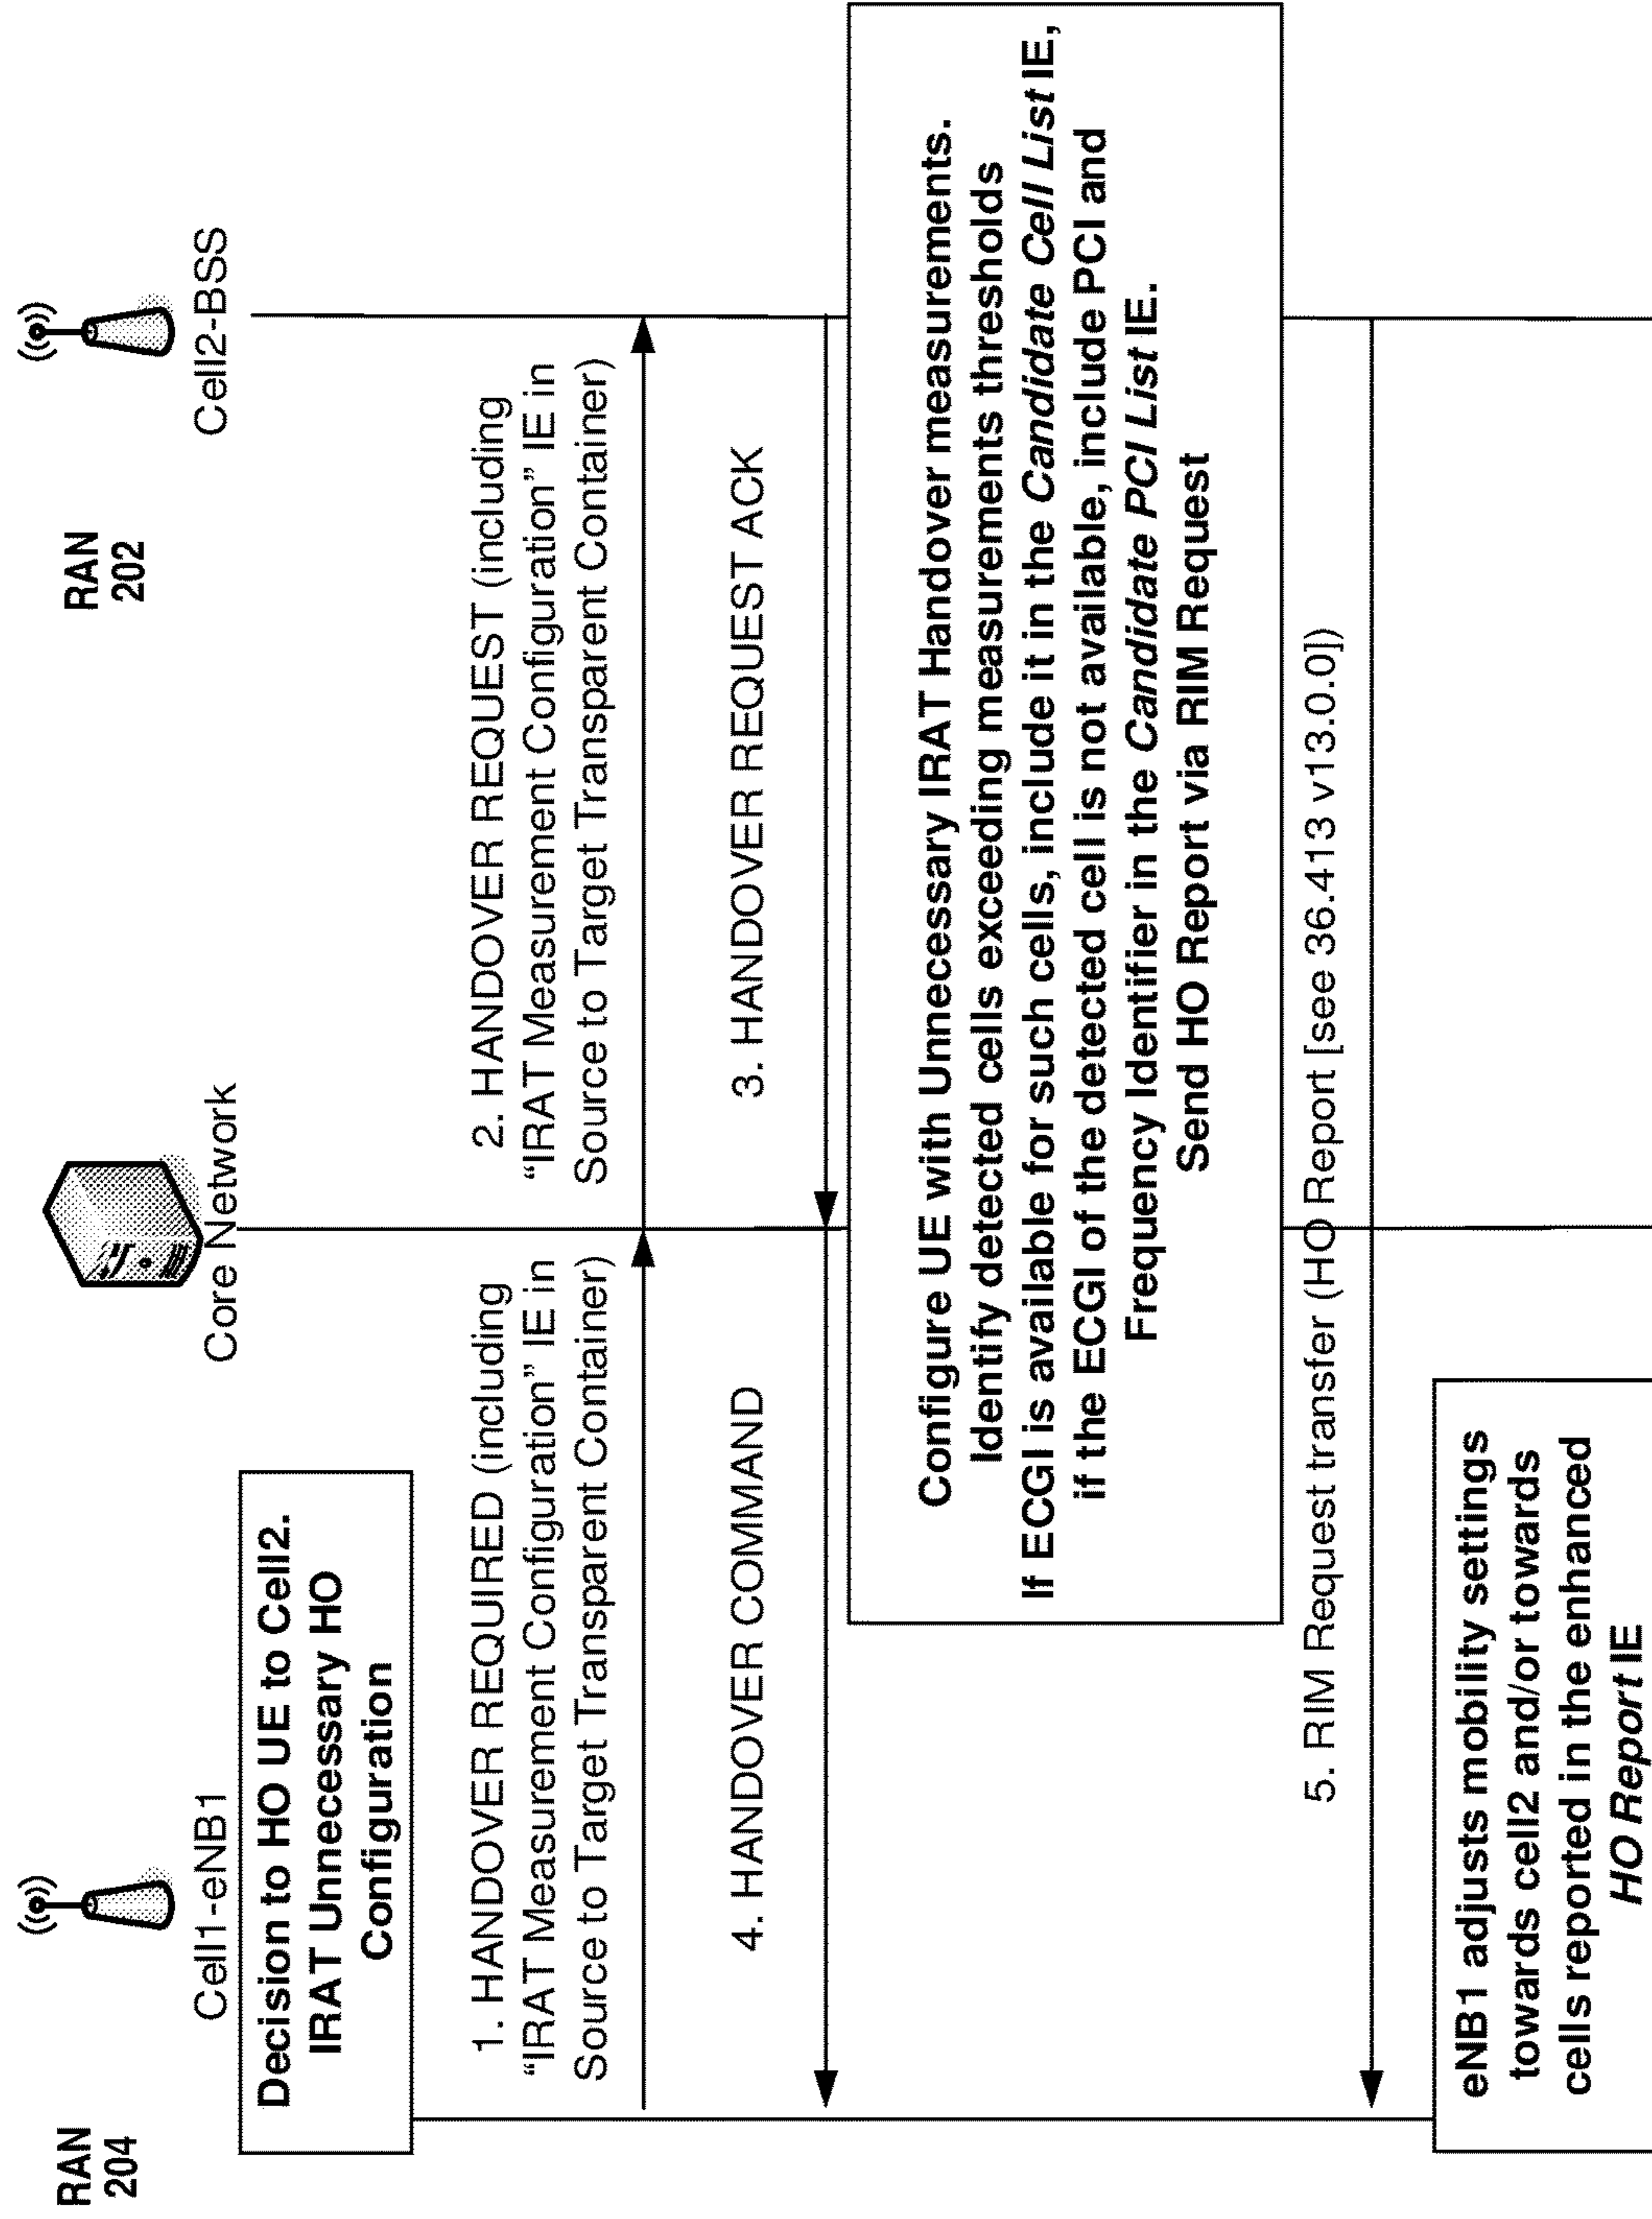 RAN
204
Cell1-eNB1
Core Network
RAN
202
Cell2-BSS
Decision to HO UE to Cell2.
IRAT Unnecessary HO
Configuration
1. HANDOVER REQUIRED (including
“IRAT Measurement Configuration” IE in
Source to Target Transparent Container)
2. HANDOVER REQUEST (including
“IRAT Measurement Configuration” IE in
Source to Target Transparent Container)
3. HANDOVER REQUEST ACK
4. HANDOVER COMMAND
Configure UE with Unnecessary IRAT Handover measurements.
Identify detected cells exceeding measurements thresholds
If ECGI is available for such cells, include it in the Candidate Cell List IE,
if the ECGI of the detected cell is not available, include PCI and
Frequency Identifier in the Candidate PCI List IE.
Send HO Report via RIM Request
5. RIM Request transfer (HO Report [see 36.413 v13.0.0])
eNB1 adjusts mobility settings
towards cell2 and/or towards
cells reported in the enhanced
HO Report IE